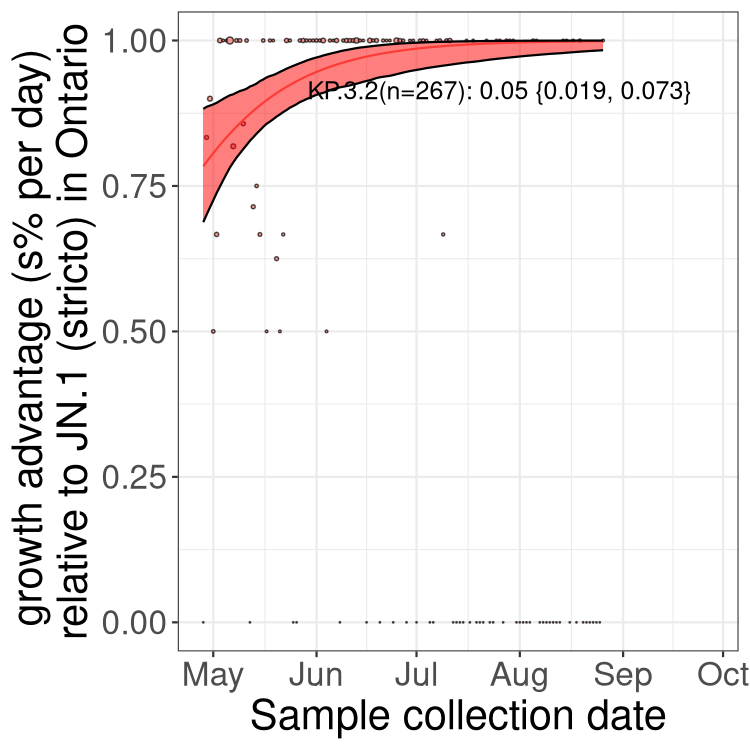 growth advantage (s% per day)
relative to JN.1 (stricto) in Ontario
1.00
0.75
0.50
0.25
0.00
KP.3.2(n=267): 0.05 {0.019, 0.073}
May Jun Jul Aug Sep Oct
Sample collection date